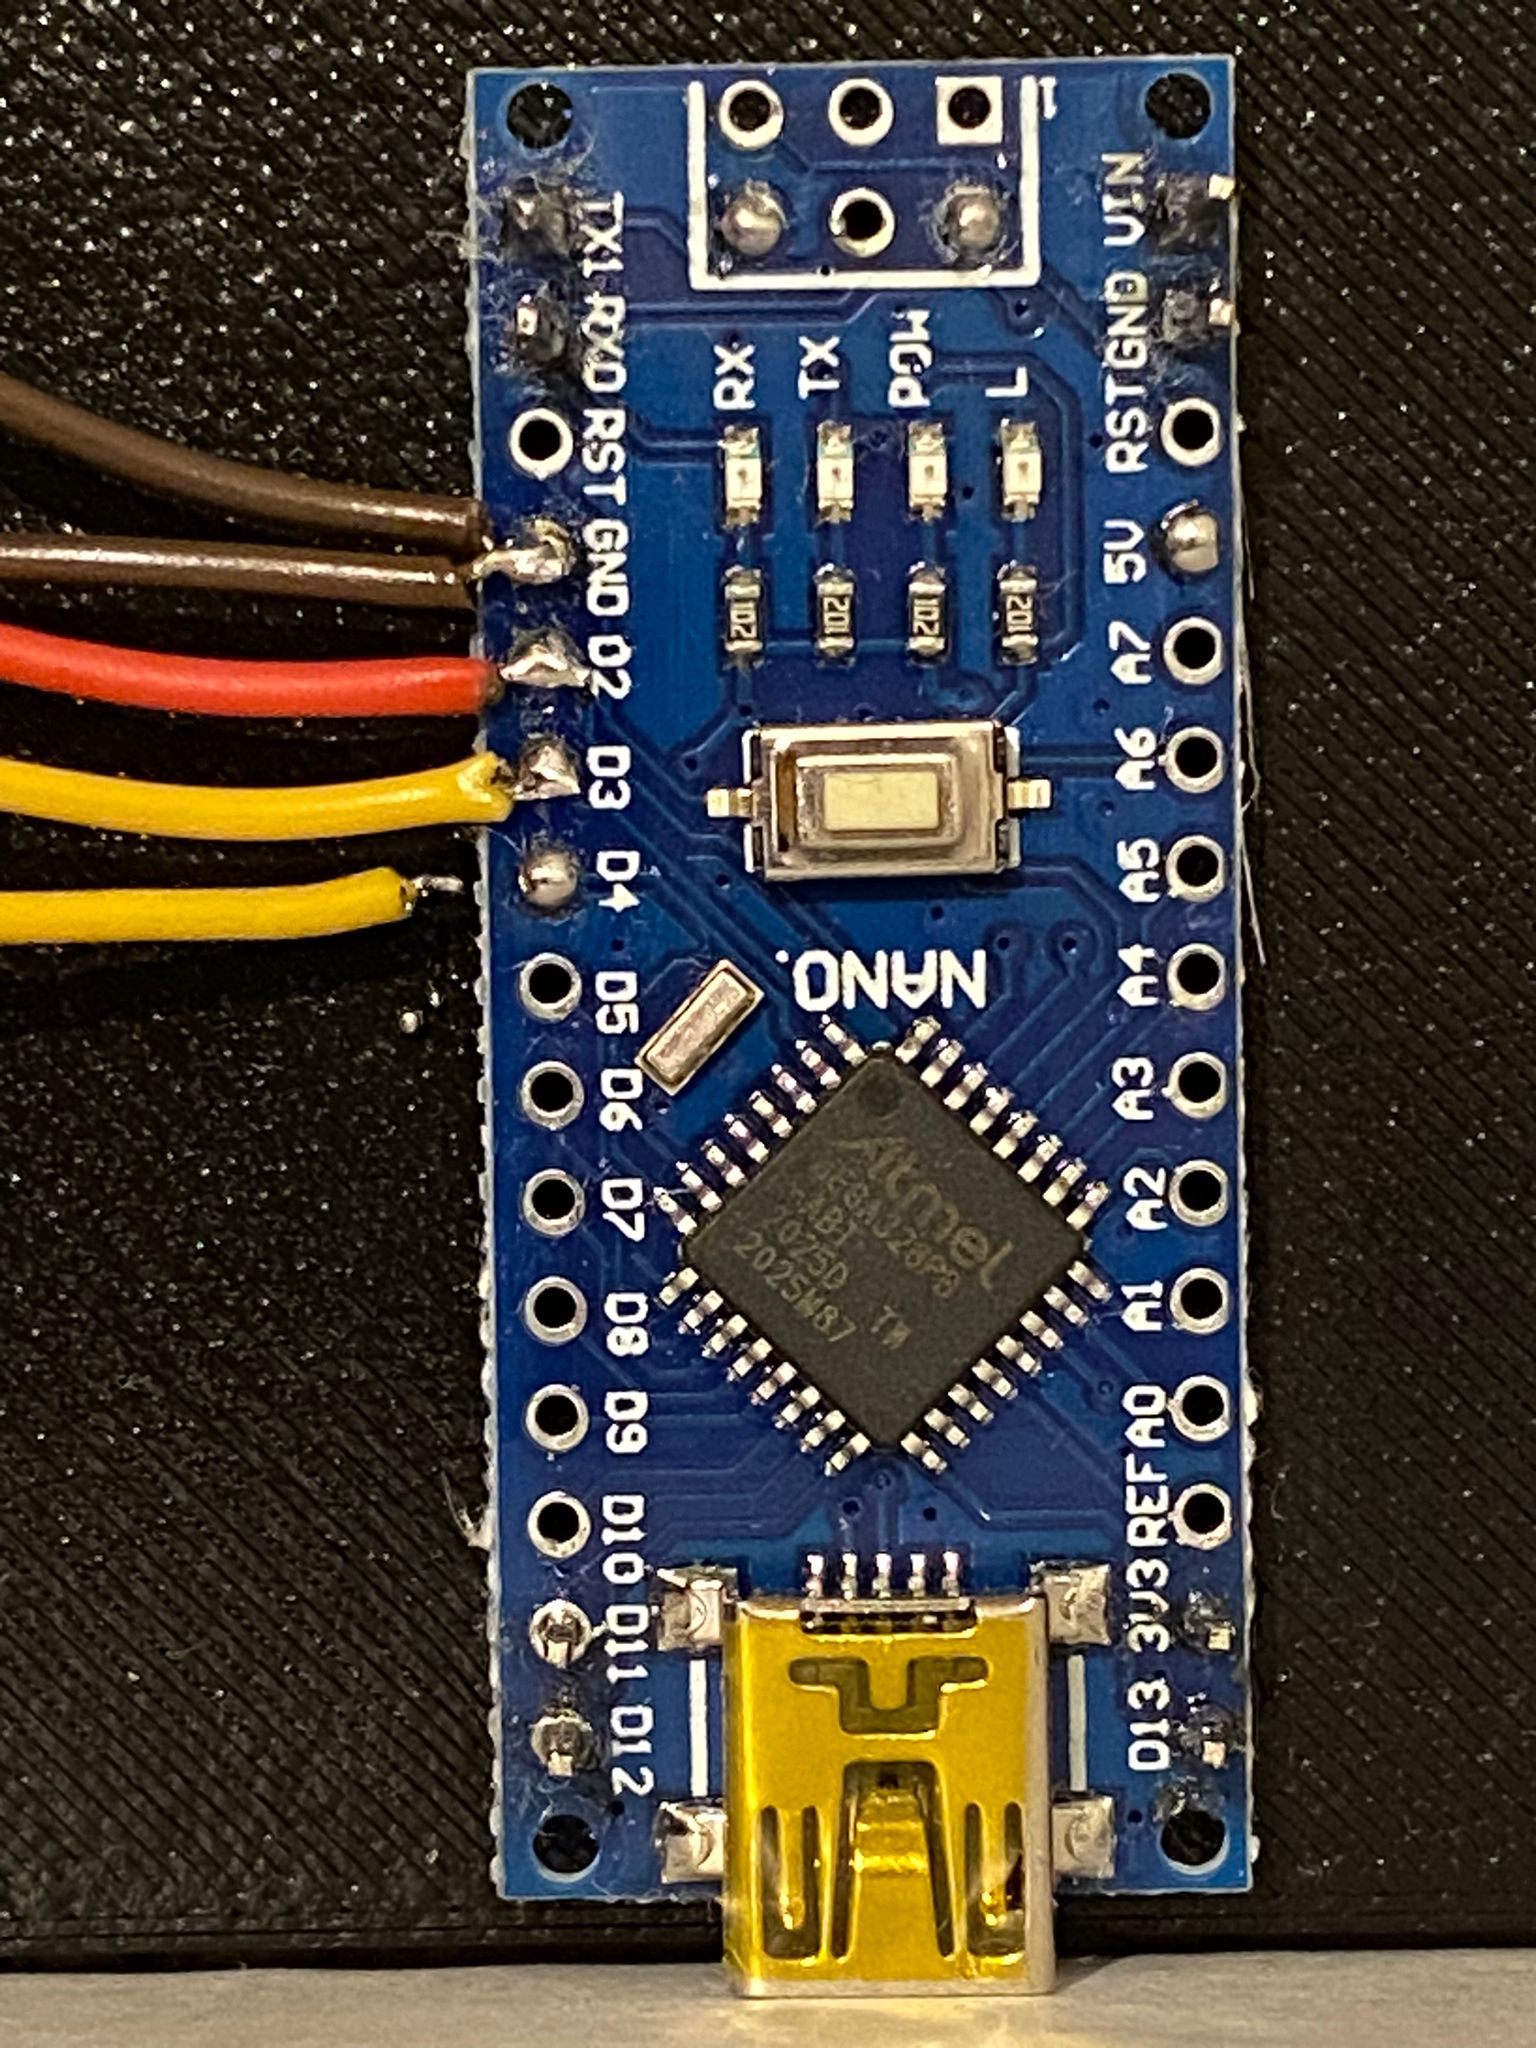 1
TX1
RX0
RST
GND
D2
D3
D4
D5
D6
D7
D8
D9
D10
D11
D12
RX
TX
PGW
L
102
102
102
102
NANO.
Atmel
2025D
2025M87
TM
VIN
GND
RST
5V
A7
A6
A5
A4
A3
A2
A1
A0
REF
3V3
D13